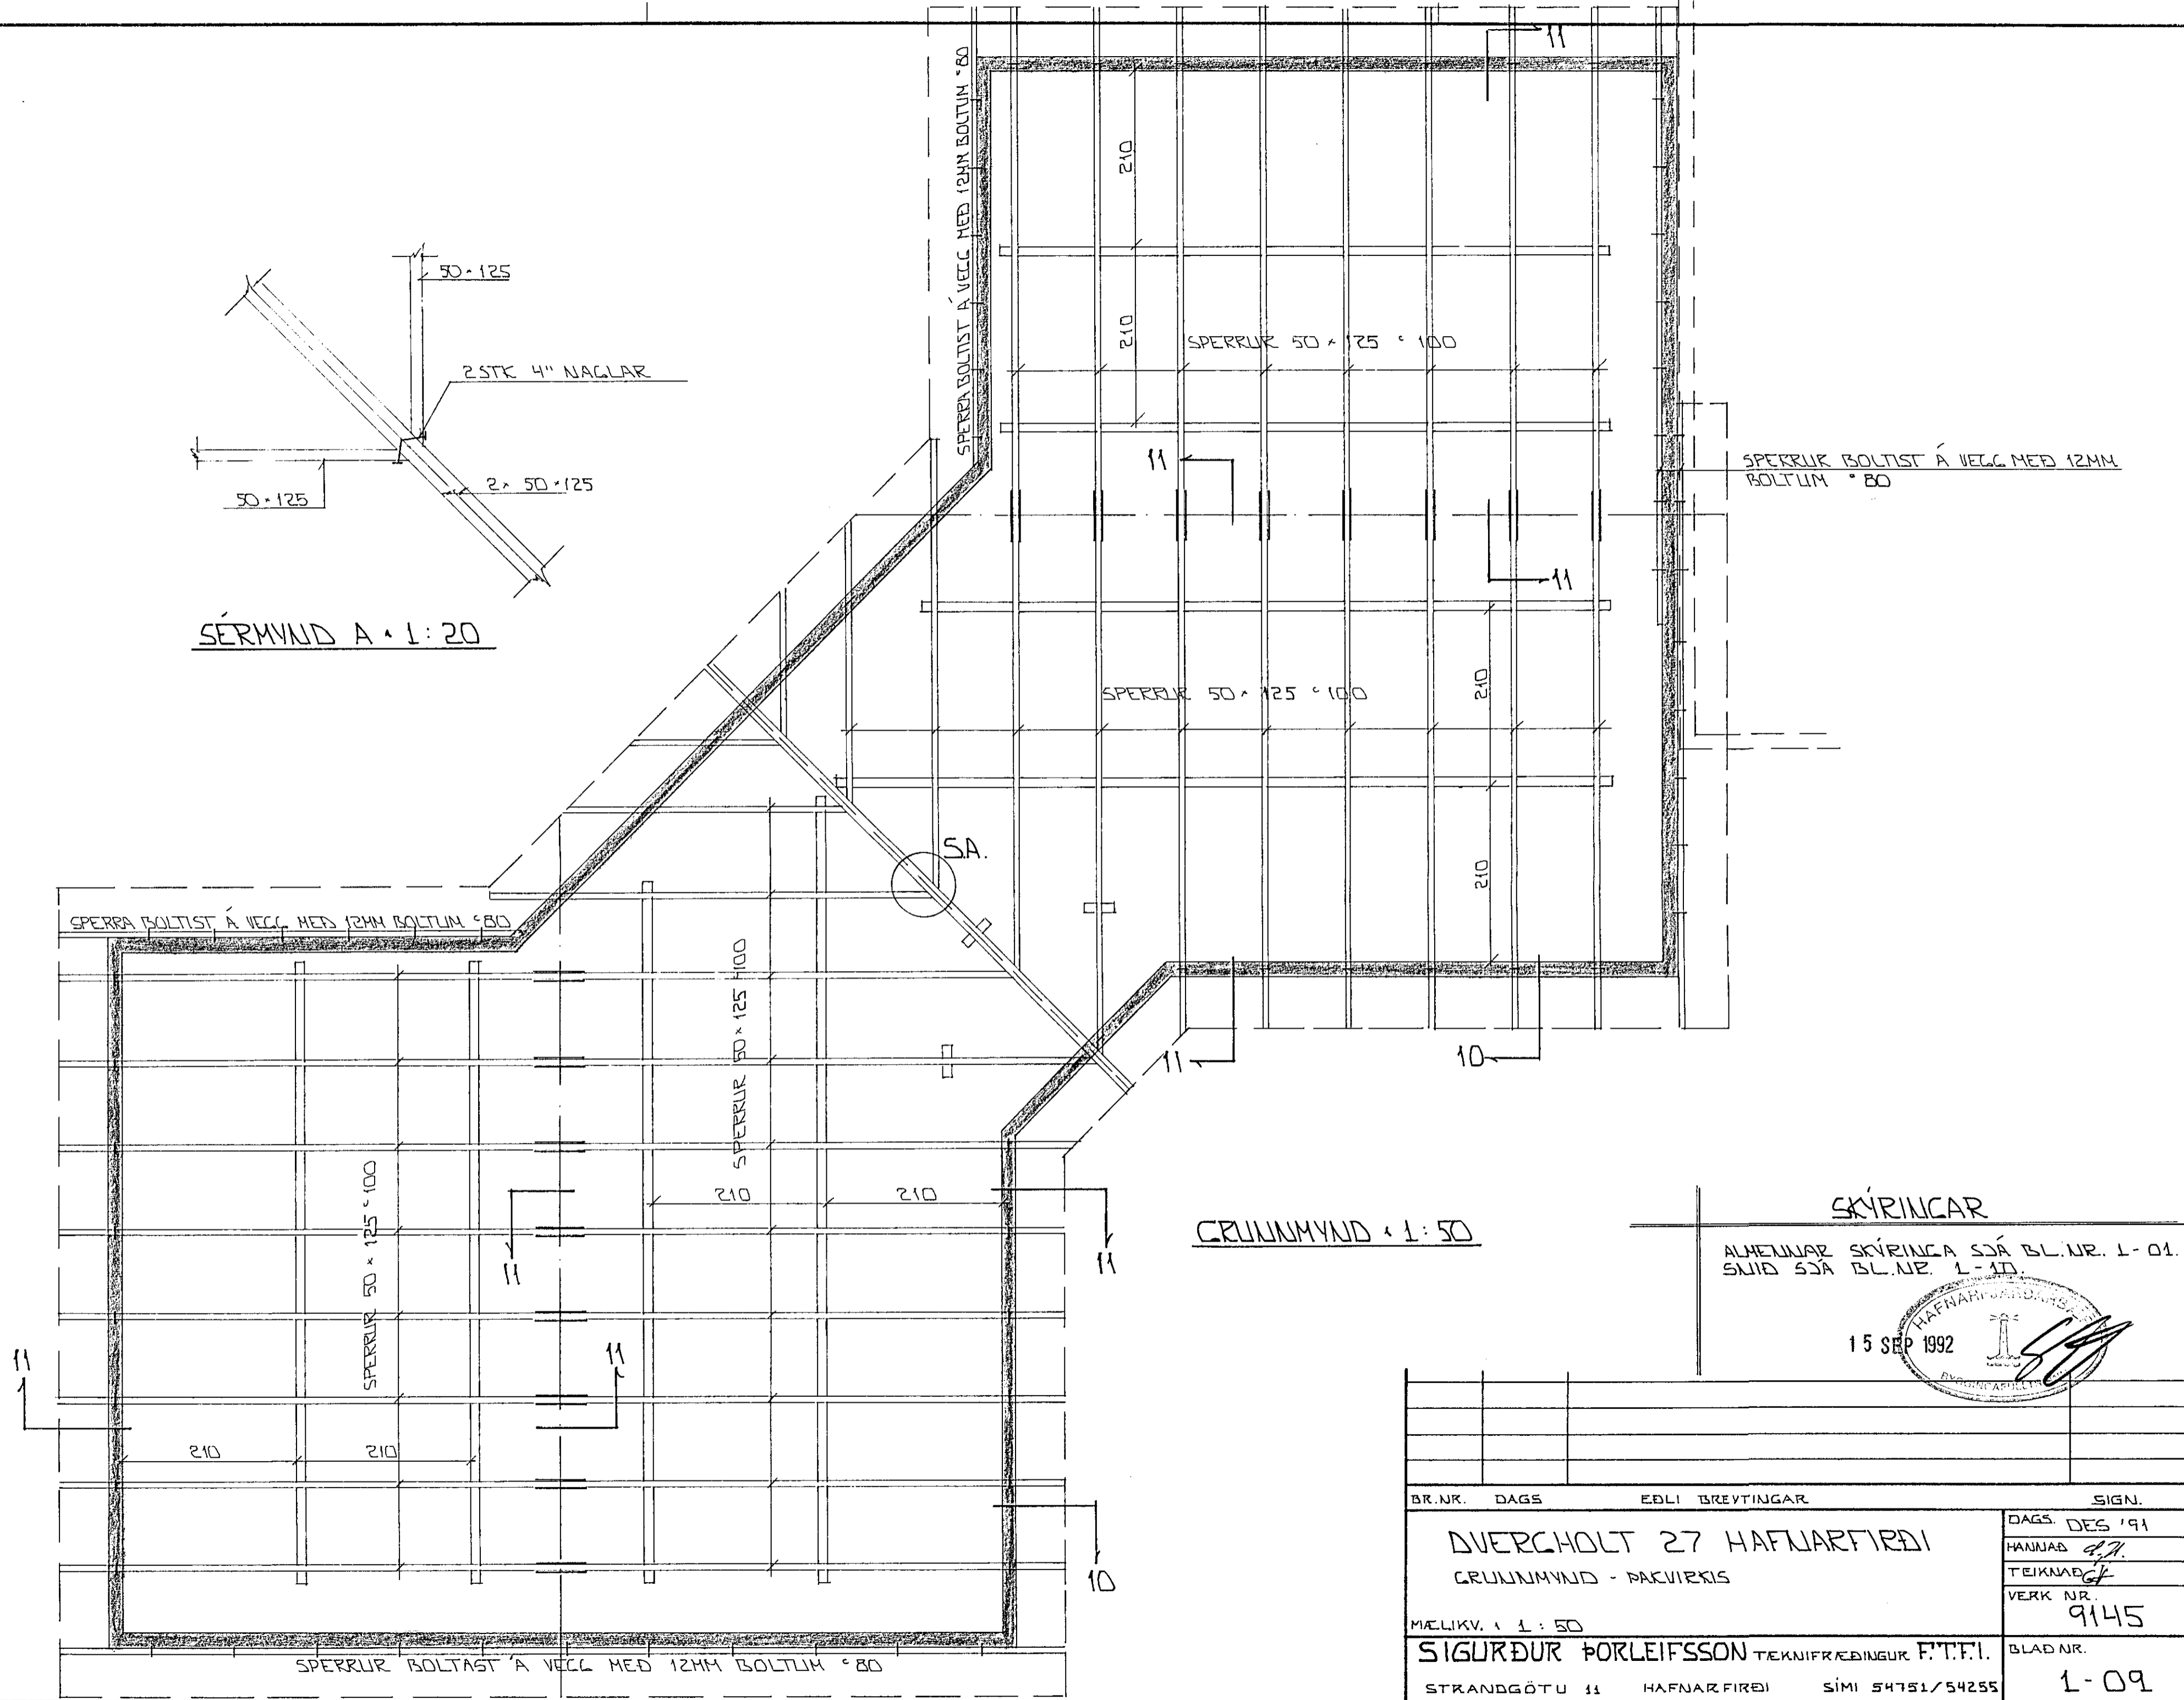 11
SPERRA BOLTIST Á VEGG MEÐ 12MM BOLTUM c80
210
50 × 125
210
SPERRUR 50 × 125 c 100
2STK 4" NAGLAR
11
SPERRUR BOLTIST Á VEGG MEÐ 12MM
BOLTUM c 80
50 × 125
2 × 50 × 125
11
SÉRMYND A · 1:20
210
SPERRUR 50 × 125 c 100
S.A.
210
SPERRA BOLTIST Á VEGG MEÐ 12MM BOLTUM c80
SPERRUR 50 × 125 c100
11
10
SPERRUR 50 × 125 c 100
210
210
11
11
GRUNNMYND · 1:50
SKÝRINGAR
ALMENNAR SKÝRINGA SJÁ BL.NR. 1-01.
SNIÐ SJÁ BL.NR. 1-10.
HAFNARFJARÐARBÆR
15 SEP 1992
BYGGINGAFULLTRÚI
11
11
210
210
10
SPERRUR BOLTAST Á VEGG MEÐ 12MM BOLTUM c80
BR.NR. DAGS EÐLI BREYTINGAR SIGN.
DVERGHOLT 27 HAFNARFIRÐI
GRUNNMYND - ÞAKVIRKIS
MÆLIKV. · 1:50
DAGS. DES '91
HANNAÐ
TEIKNAÐ
VERK NR.
9145
SIGURÐUR ÞORLEIFSSON TÆKNIFRÆÐINGUR F.T.F.I.
STRANDGÖTU 11 HAFNARFIRÐI SÍMI 54751/54255
BLAÐ NR.
1-09